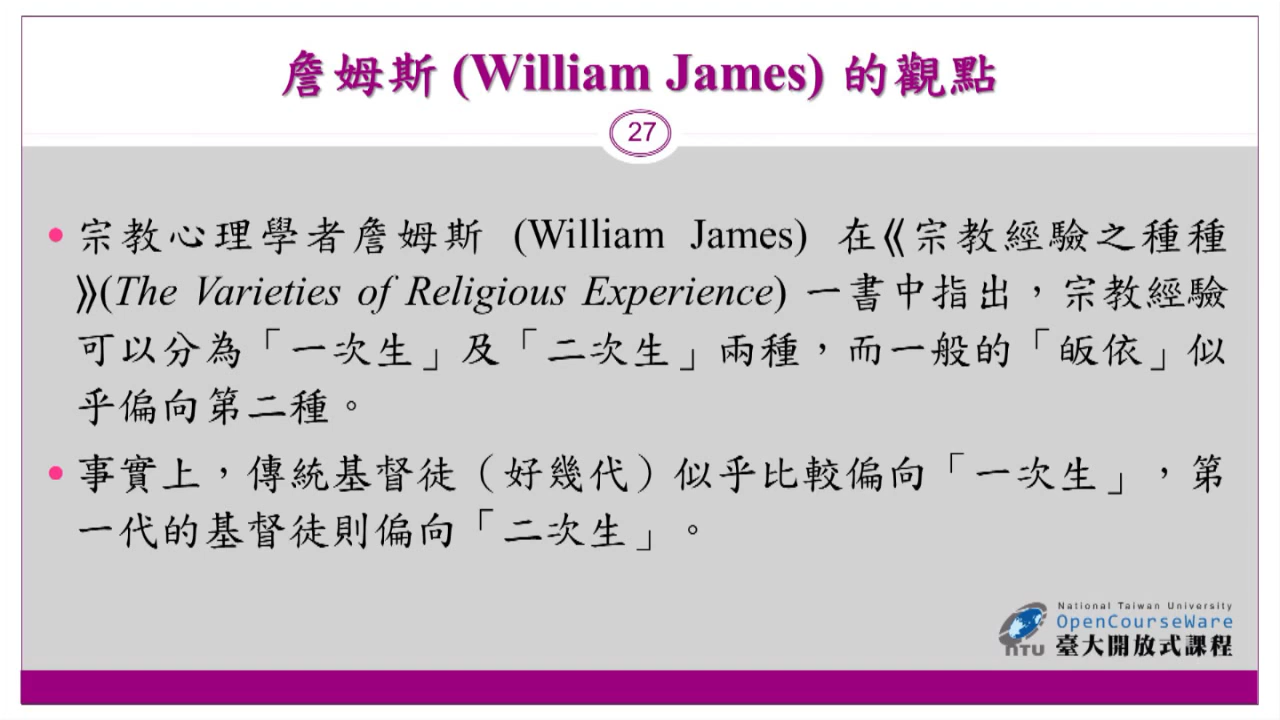 詹姆斯 (William James) 的觀點
27
• 宗教心理學者詹姆斯 (William James) 在《宗教經驗之種種
》(The Varieties of Religious Experience) 一書中指出，宗教經驗
可以分為「一次生」及「二次生」兩種，而一般的「皈依」似
乎偏向第二種。
• 事實上，傳統基督徒（好幾代）似乎比較偏向「一次生」，第
一代的基督徒則偏向「二次生」。
National Taiwan University
OpenCourseWare
NTU 臺大開放式課程